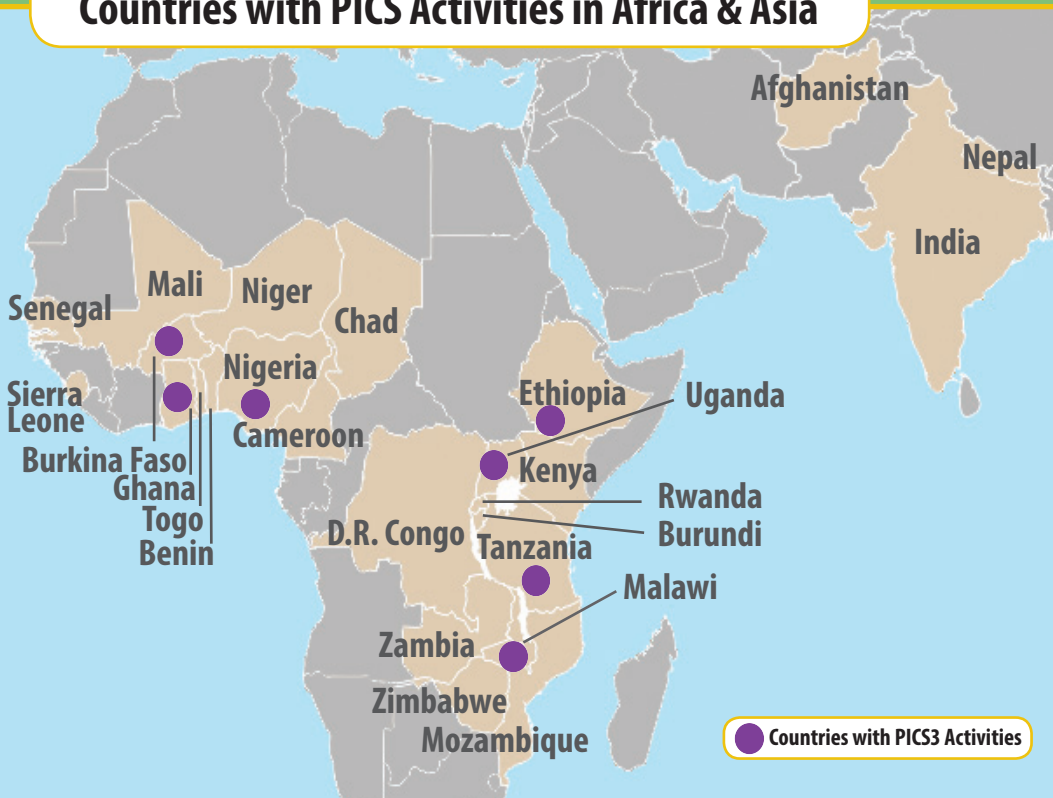 Countries with PICS Activities in Africa & Asia
Afghanistan
Nepal
India
Mali
Niger
Senegal
Chad
Nigeria
Ethiopia
Uganda
Sierra
Leone
Cameroon
Burkina Faso
Kenya
Ghana
Rwanda
Togo
D.R. Congo
Burundi
Benin
Tanzania
Malawi
Zambia
Zimbabwe
Mozambique
Countries with PICS3 Activities